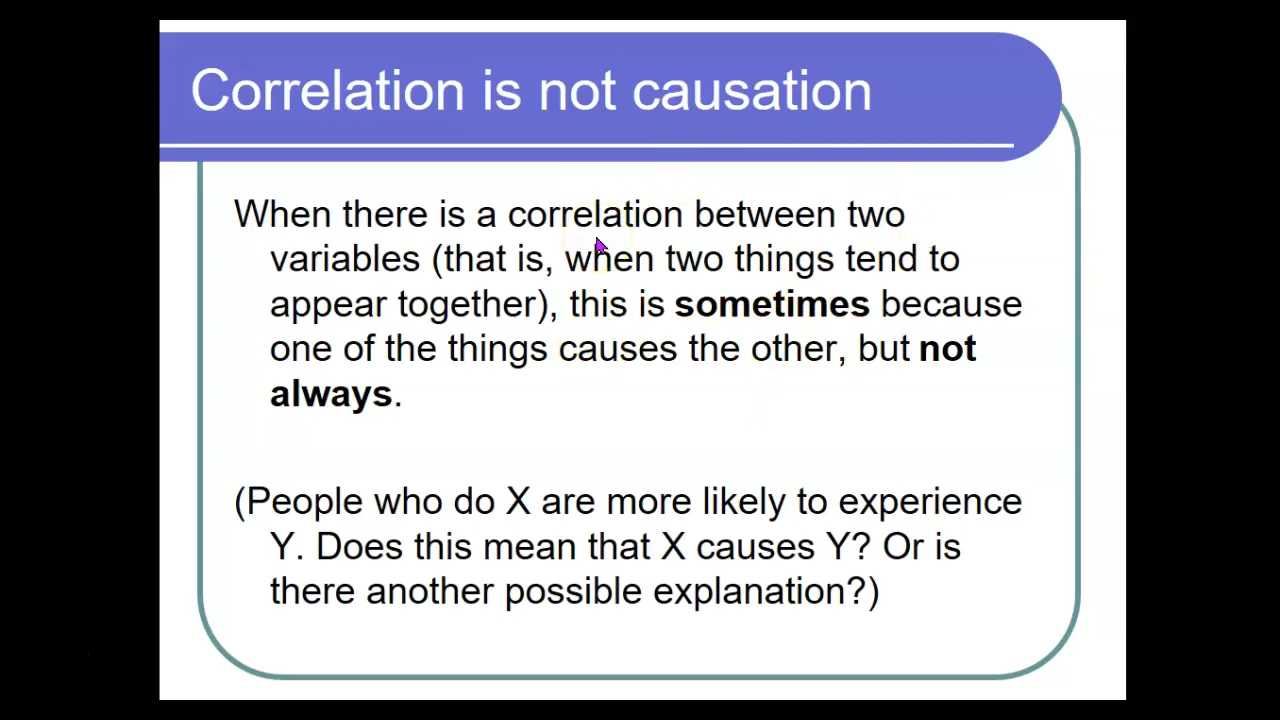 Correlation is not causation
When there is a correlation between two
variables (that is, when two things tend to
appear together), this is sometimes because
one of the things causes the other, but not
always.
(People who do X are more likely to experience
Y. Does this mean that X causes Y? Or is
there another possible explanation?)